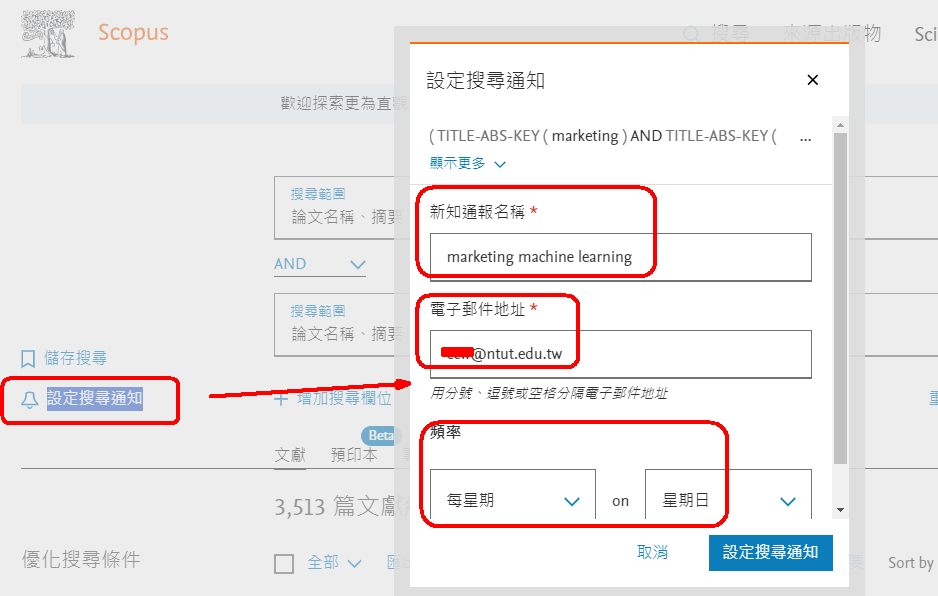 Scopus
搜尋
來源出版物
Sci
歡迎探索更為直觀
搜尋範圍
論文名稱、摘要
AND
搜尋範圍
論文名稱、摘要
儲存搜尋
設定搜尋通知
增加搜尋欄位
重
Beta
文獻
預印本
3,513 篇文獻
優化搜尋條件
全部
Sort by
設定搜尋通知
( TITLE-ABS-KEY ( marketing ) AND TITLE-ABS-KEY ( ...
顯示更多
新知通報名稱 *
marketing machine learning
電子郵件地址 *
@ntut.edu.tw
用分號、逗號或空格分隔電子郵件地址
頻率
每星期 on 星期日
取消 設定搜尋通知